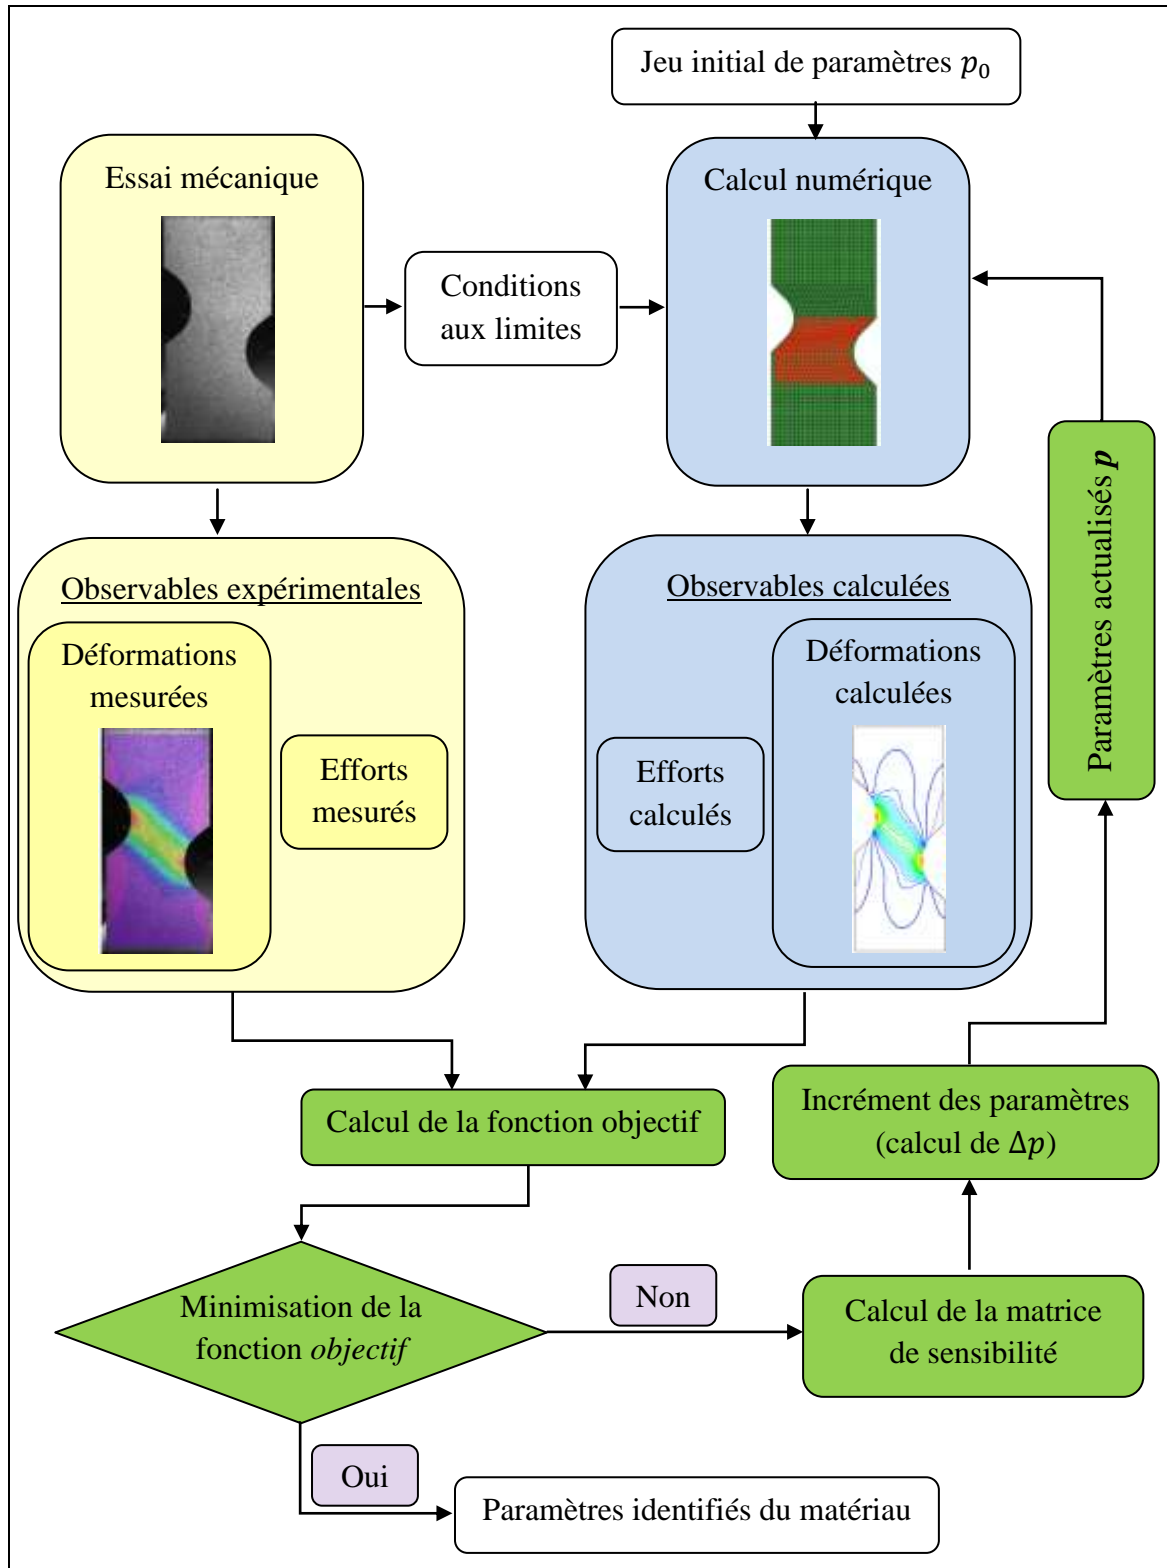 Jeu initial de paramètres p₀
Essai mécanique
Calcul numérique
Conditions
aux limites
Paramètres actualisés p
Observables expérimentales
Déformations
mesurées
Efforts
mesurés
Observables calculées
Déformations
calculées
Efforts
calculés
Calcul de la fonction objectif
Incrément des paramètres
(calcul de Δp)
Minimisation de la
fonction objectif
Non
Calcul de la matrice
de sensibilité
Oui
Paramètres identifiés du matériau